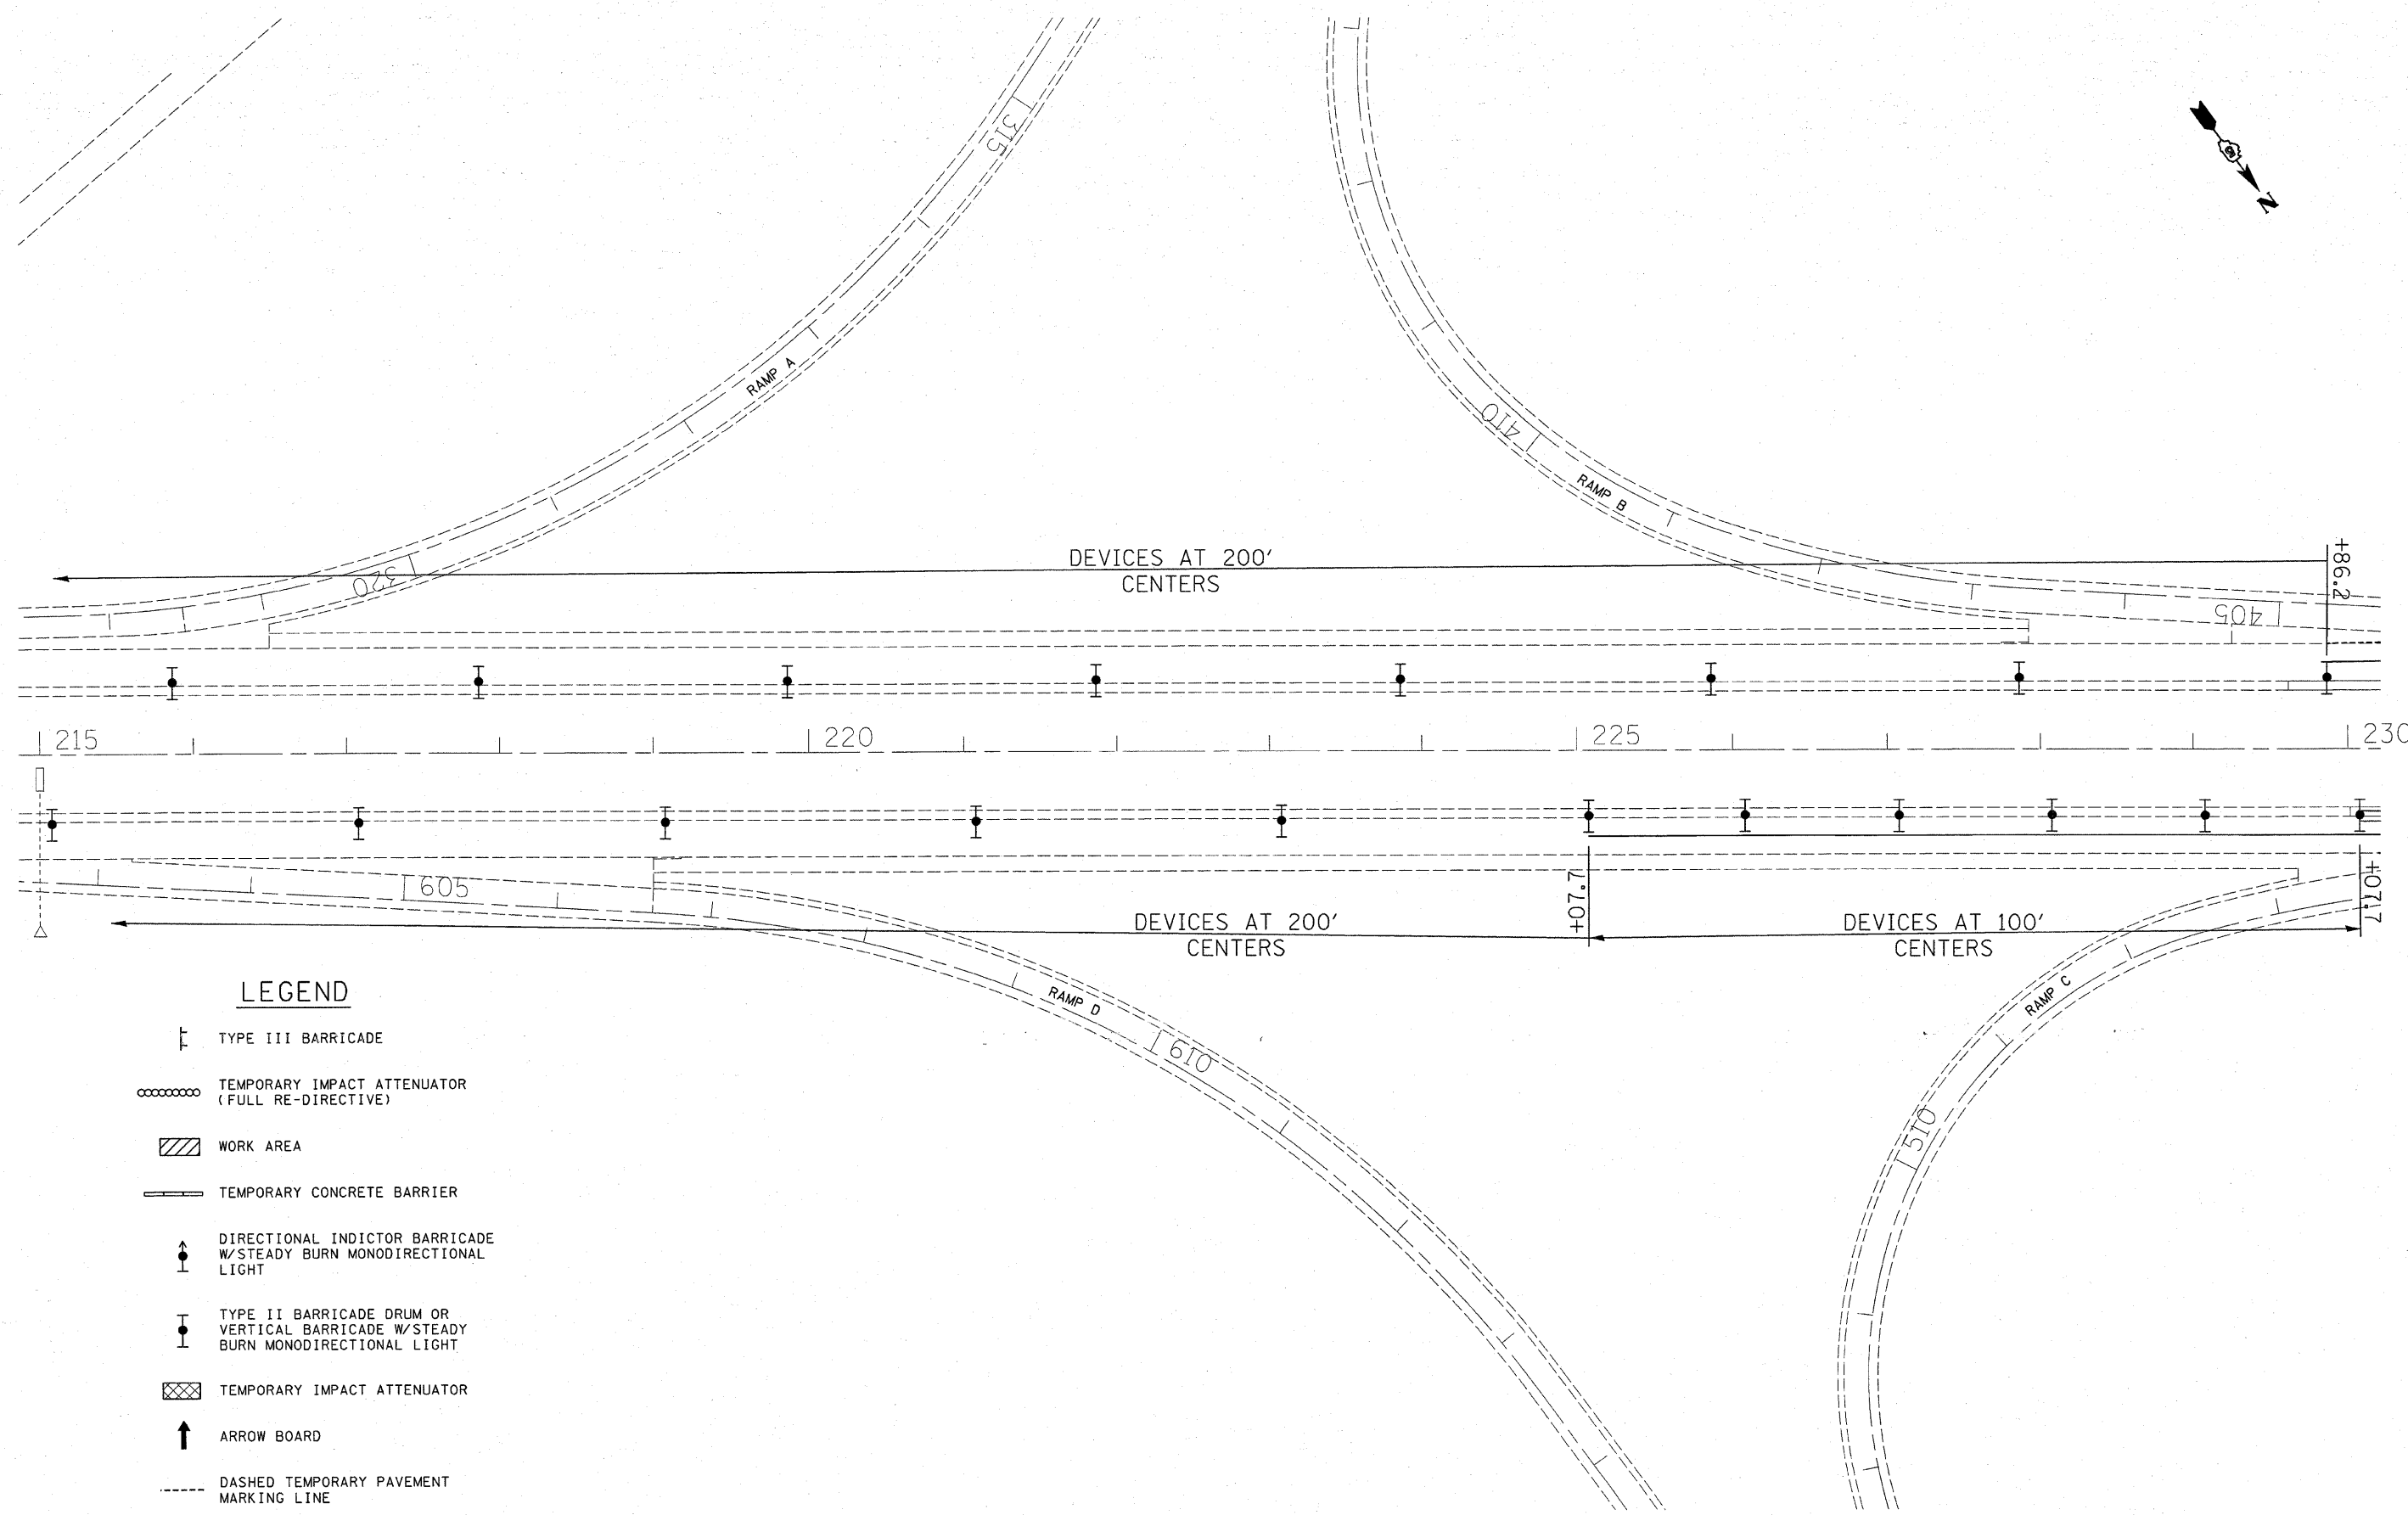 N
315
RAMP A
410
RAMP B
DEVICES AT 200'
CENTERS
+86.2
320
405
215
220
225
230
605
+07.7
+07.7
DEVICES AT 200'
CENTERS
DEVICES AT 100'
CENTERS
RAMP D
RAMP C
610
510
LEGEND
TYPE III BARRICADE
TEMPORARY IMPACT ATTENUATOR
(FULL RE-DIRECTIVE)
WORK AREA
TEMPORARY CONCRETE BARRIER
DIRECTIONAL INDICTOR BARRICADE
W/STEADY BURN MONODIRECTIONAL
LIGHT
TYPE II BARRICADE DRUM OR
VERTICAL BARRICADE W/STEADY
BURN MONODIRECTIONAL LIGHT
TEMPORARY IMPACT ATTENUATOR
ARROW BOARD
DASHED TEMPORARY PAVEMENT
MARKING LINE